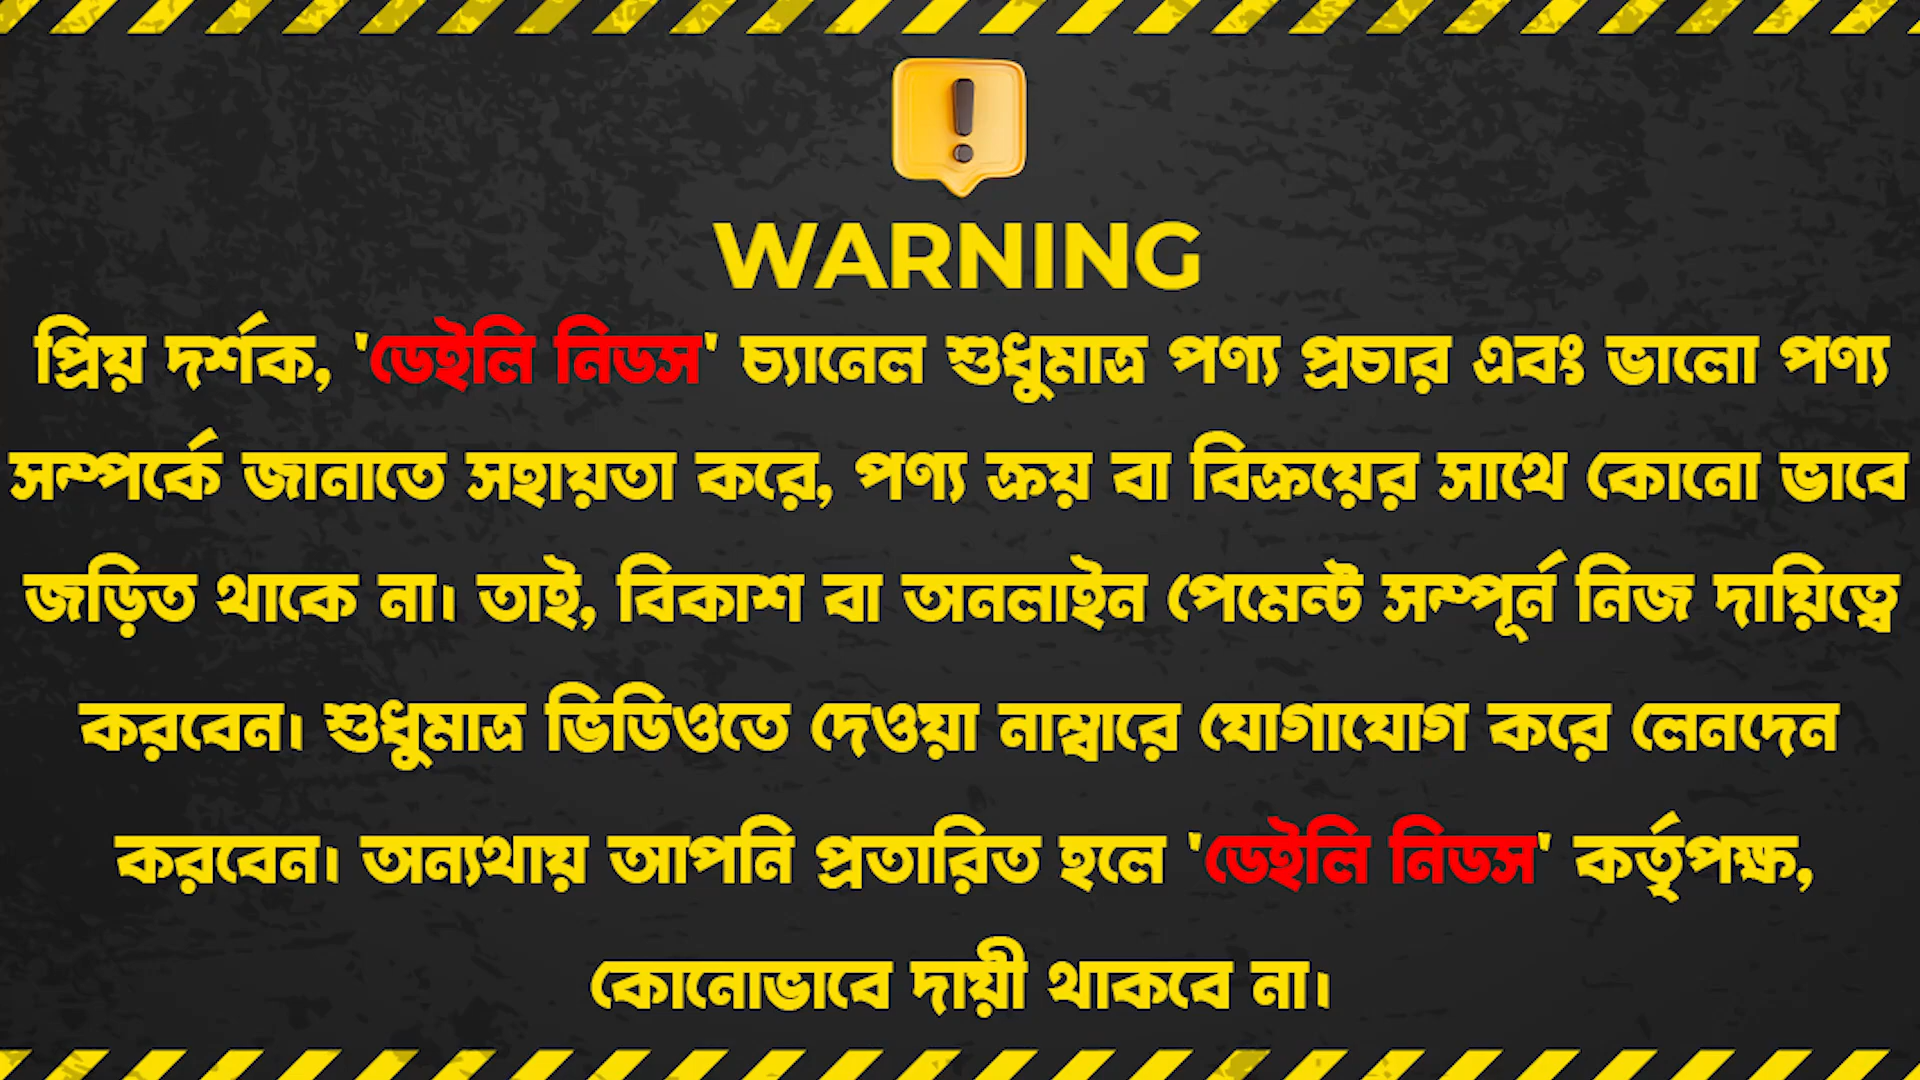 WARNING
প্রিয় দর্শক, 'ডেইলি নিডস' চ্যানেল শুধুমাত্র পণ্য প্রচার এবং ভালো পণ্য
সম্পর্কে জানাতে সহায়তা করে, পণ্য ক্রয় বা বিক্রয়ের সাথে কোনো ভাবে
জড়িত থাকে না। তাই, বিকাশ বা অনলাইন পেমেন্ট সম্পূর্ন নিজ দায়িত্বে
করবেন। শুধুমাত্র ভিডিওতে দেওয়া নাম্বারে যোগাযোগ করে লেনদেন
করবেন। অন্যথায় আপনি প্রতারিত হলে 'ডেইলি নিডস' কর্তৃপক্ষ,
কোনোভাবে দায়ী থাকবে না।